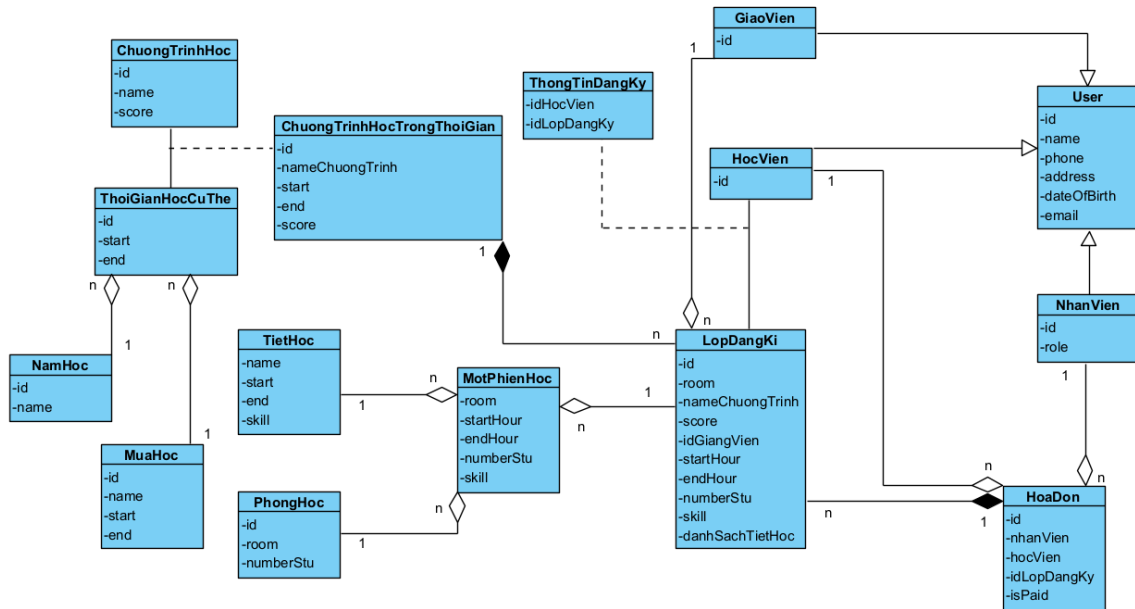 GiaoVien
-id
ChuongTrinhHoc
-id
-name
-score
ThongTinDangKy
-idHocVien
-idLopDangKy
User
-id
-name
-phone
-address
-dateOfBirth
-email
ChuongTrinhHocTrongThoiGian
-id
-nameChuongTrinh
-start
-end
-score
HocVien
-id
ThoiGianHocCuThe
-id
-start
-end
NhanVien
-id
-role
NamHoc
-id
-name
MuaHoc
-id
-name
-start
-end
TietHoc
-name
-start
-end
-skill
PhongHoc
-id
-room
-numberStu
MotPhienHoc
-room
-startHour
-endHour
-numberStu
-skill
LopDangKi
-id
-room
-nameChuongTrinh
-score
-idGiangVien
-startHour
-endHour
-numberStu
-skill
-danhSachTietHoc
HoaDon
-id
-nhanVien
-hocVien
-idLopDangKy
-isPaid
1
n
1
n
n
1
n
1
n
1
n
1
n
1
1
n
1
n
n
1